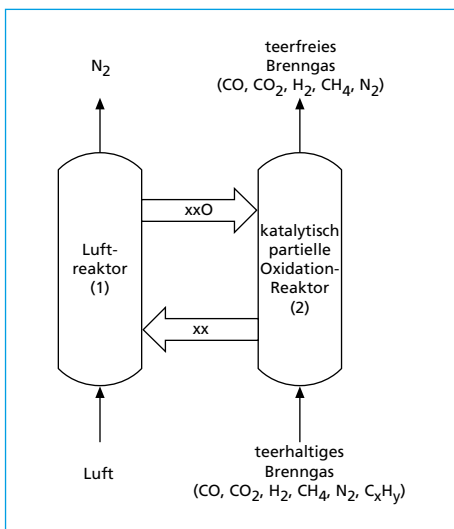 N2
teerfreies
Brenngas
(CO, CO2, H2, CH4, N2)
xxO
Luft-
reaktor
(1)
katalytisch
partielle
Oxidation-
Reaktor
(2)
xx
Luft
teerhaltiges
Brenngas
(CO, CO2, H2, CH4, N2, CxHy)